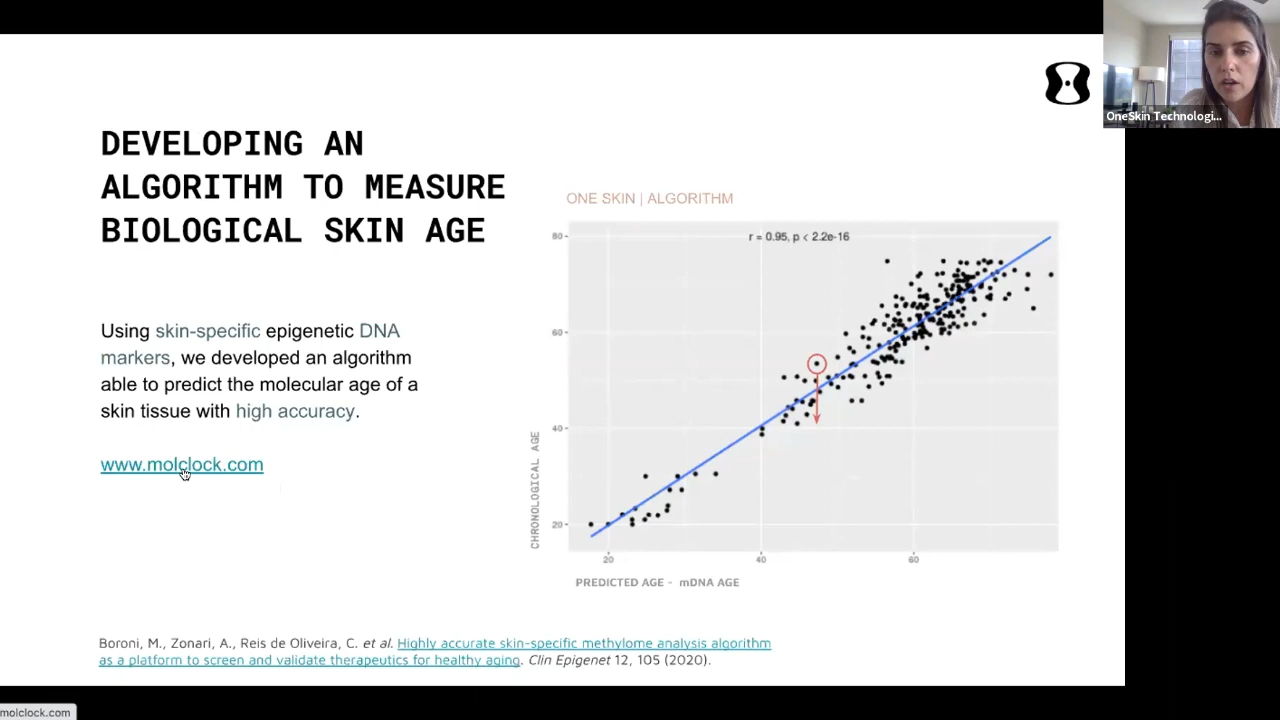 OneSkin Technologi...
DEVELOPING AN
ALGORITHM TO MEASURE
BIOLOGICAL SKIN AGE
Using skin-specific epigenetic DNA
markers, we developed an algorithm
able to predict the molecular age of a
skin tissue with high accuracy.
www.molclock.com
ONE SKIN | ALGORITHM
r = 0.95, p < 2.2e-16
80
60
40
20
CHRONOLOGICAL AGE
20 40 60
PREDICTED AGE - mDNA AGE
Boroni, M., Zonari, A., Reis de Oliveira, C. et al. Highly accurate skin-specific methylome analysis algorithm
as a platform to screen and validate therapeutics for healthy aging. Clin Epigenet 12, 105 (2020).
molclock.com